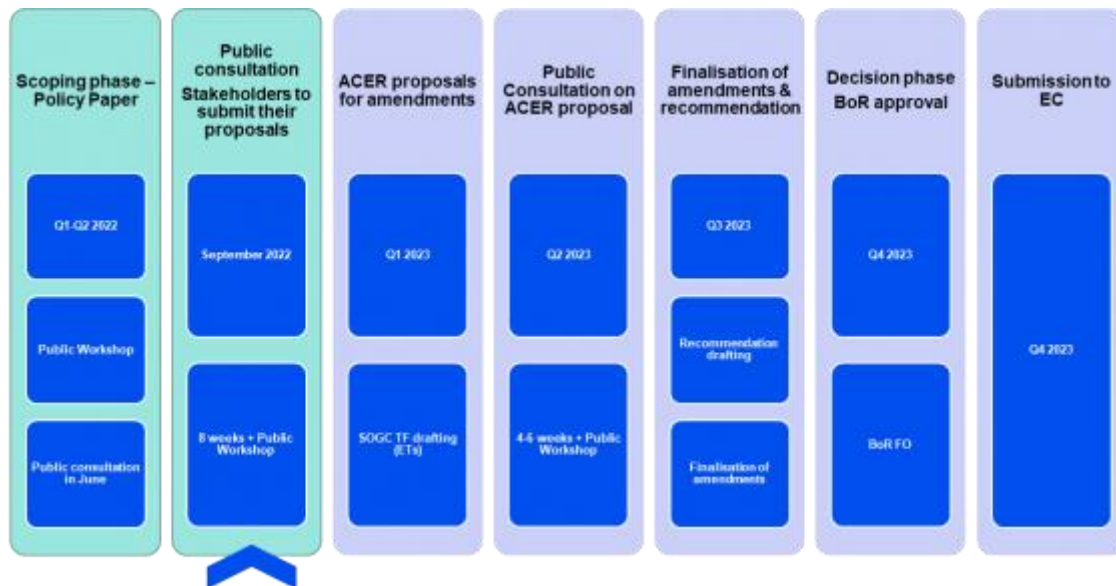 Scoping phase –
Policy Paper
Q1-Q2 2022
Public Workshop
Public consultation
in June
Public
consultation
Stakeholders to
submit their
proposals
September 2022
8 weeks + Public
Workshop
ACER proposals
for amendments
Q1 2023
SOGC TF drafting
(ETs)
Public
Consultation on
ACER proposal
Q2 2023
4-6 weeks + Public
Workshop
Finalisation of
amendments &
recommendation
Q3 2023
Recommendation
drafting
Finalisation of
amendments
Decision phase
BoR approval
Q4 2023
BoR FO
Submission to
EC
Q4 2023